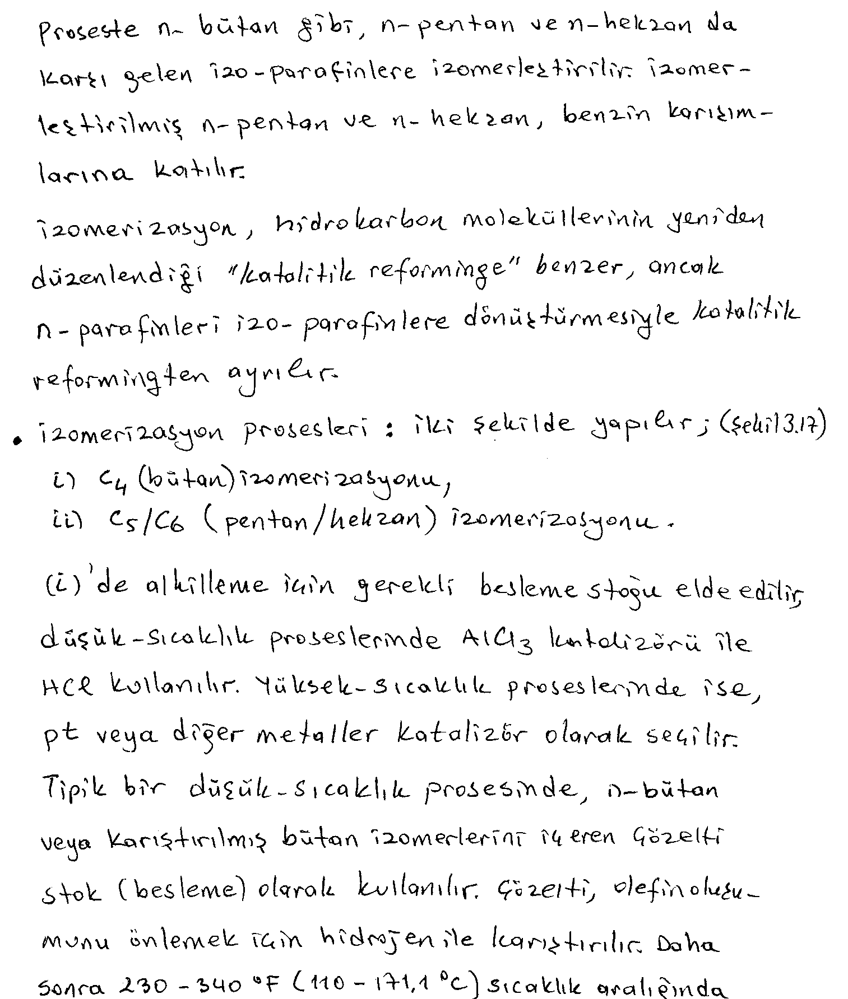 Proseste n- bütan gibi, n-pentan ve n-hekzan da
karşı gelen izo-parafinlere izomerleştirilir. izomer-
leştirilmiş n-pentan ve n-hekzan, benzin karışım-
larına katılır.
izomerizasyon, hidrokarbon moleküllerinin yeniden
düzenlendiği "katalitik reforminge" benzer, ancak
n-parafinleri izo-parafinlere dönüştürmesiyle katalitik
reformingten ayrılır.
• izomerizasyon prosesleri : iki şekilde yapılır; (şekil 3.17)
i) C4 (bütan) izomerizasyonu,
ii) C5/C6 (pentan/hekzan) izomerizasyonu.
(i)'de alkilleme için gerekli besleme stoğu elde edilir,
düşük-sıcaklık proseslerinde AlCl3 katalizörü ile
HCl kullanılır. Yüksek-sıcaklık proseslerinde ise,
pt veya diğer metaller katalizör olarak seçilir.
Tipik bir düşük-sıcaklık prosesinde, n-bütan
veya karıştırılmış bütan izomerlerini içeren çözelti
stok (besleme) olarak kullanılır. Çözelti, olefin oluşu-
munu önlemek için hidrojen ile karıştırılır. Daha
sonra 230-340 °F (110-171,1 °C) sıcaklık aralığında